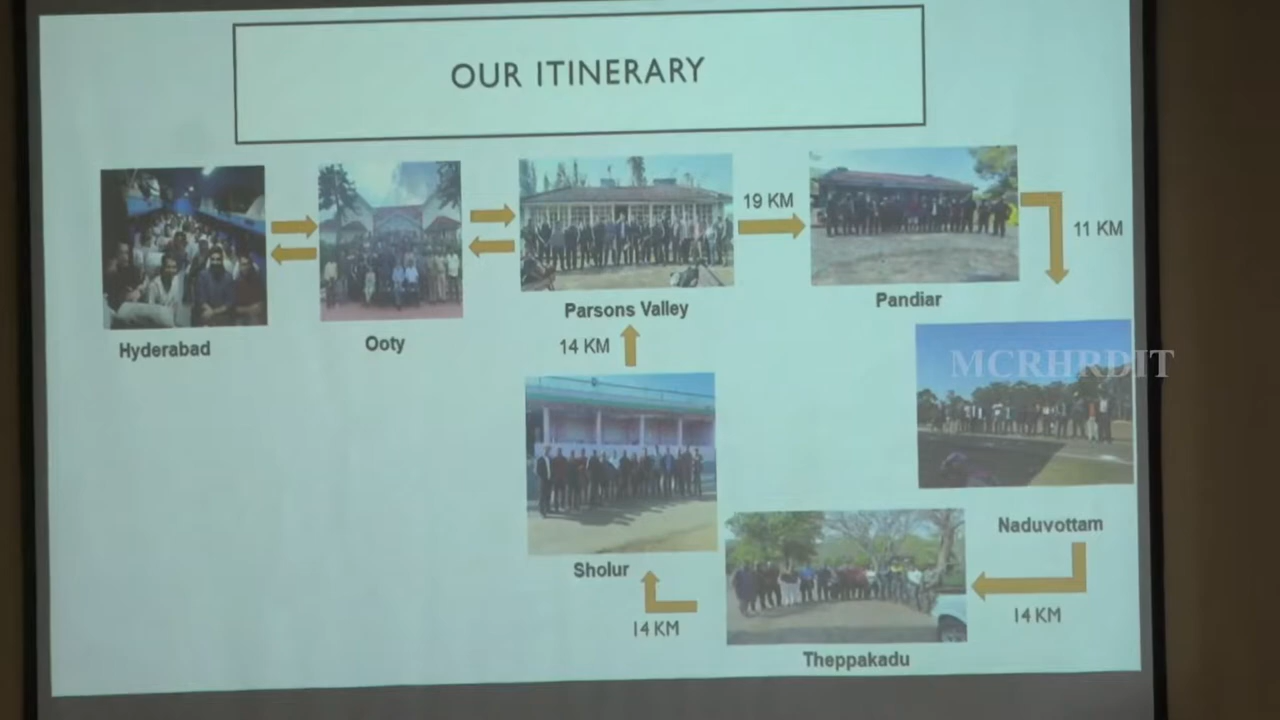 OUR ITINERARY
19 KM
11 KM
Hyderabad
Ooty
Parsons Valley
Pandiar
14 KM
MCRHRDIT
Sholur
Naduvottam
14 KM
14 KM
Theppakadu